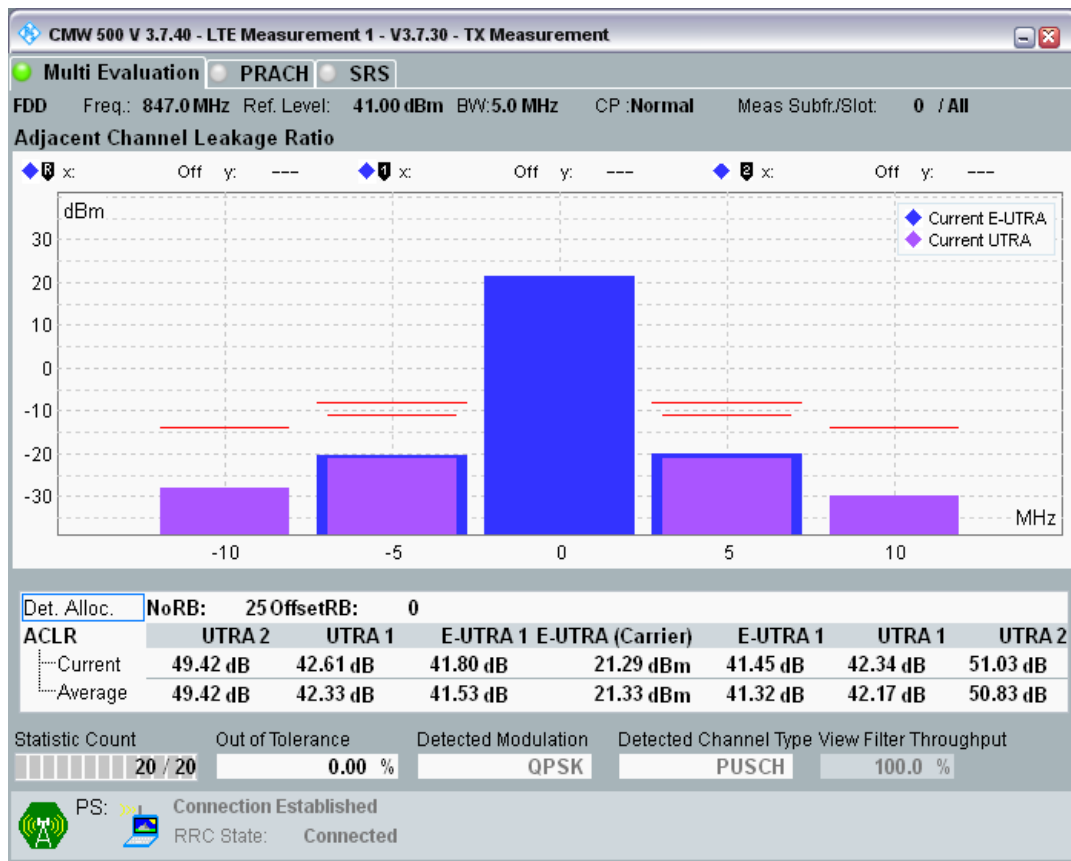 CMW 500 V 3.7.40 - LTE Measurement 1 - V3.7.30 - TX Measurement
Multi Evaluation PRACH SRS
FDD Freq.: 847.0 MHz Ref. Level: 41.00 dBm BW: 5.0 MHz CP :Normal Meas Subfr./Slot: 0 / All
Adjacent Channel Leakage Ratio
R x: Off y: --- 1 x: Off y: --- 2 x: Off y: ---
dBm
Current E-UTRA
Current UTRA
30
20
10
0
-10
-20
-30
MHz
-10 -5 0 5 10
Det. Alloc. NoRB: 25 OffsetRB: 0
ACLR UTRA 2 UTRA 1 E-UTRA 1 E-UTRA (Carrier) E-UTRA 1 UTRA 1 UTRA 2
Current 49.42 dB 42.61 dB 41.80 dB 21.29 dBm 41.45 dB 42.34 dB 51.03 dB
Average 49.42 dB 42.33 dB 41.53 dB 21.33 dBm 41.32 dB 42.17 dB 50.83 dB
Statistic Count Out of Tolerance Detected Modulation Detected Channel Type View Filter Throughput
20 / 20 0.00 % QPSK PUSCH 100.0 %
PS: Connection Established
RRC State: Connected